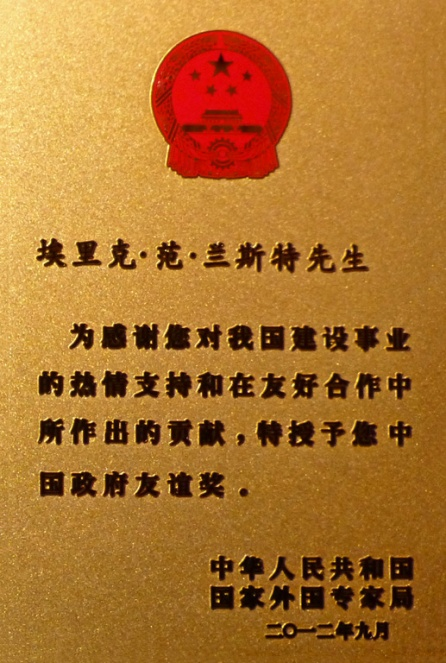 埃里克·范·兰斯特先生
为感谢您对我国建设事业
的热情支持和在友好合作中
所作出的贡献，特授予您中
国政府友谊奖。
中华人民共和国
国家外国专家局
二〇一二年九月